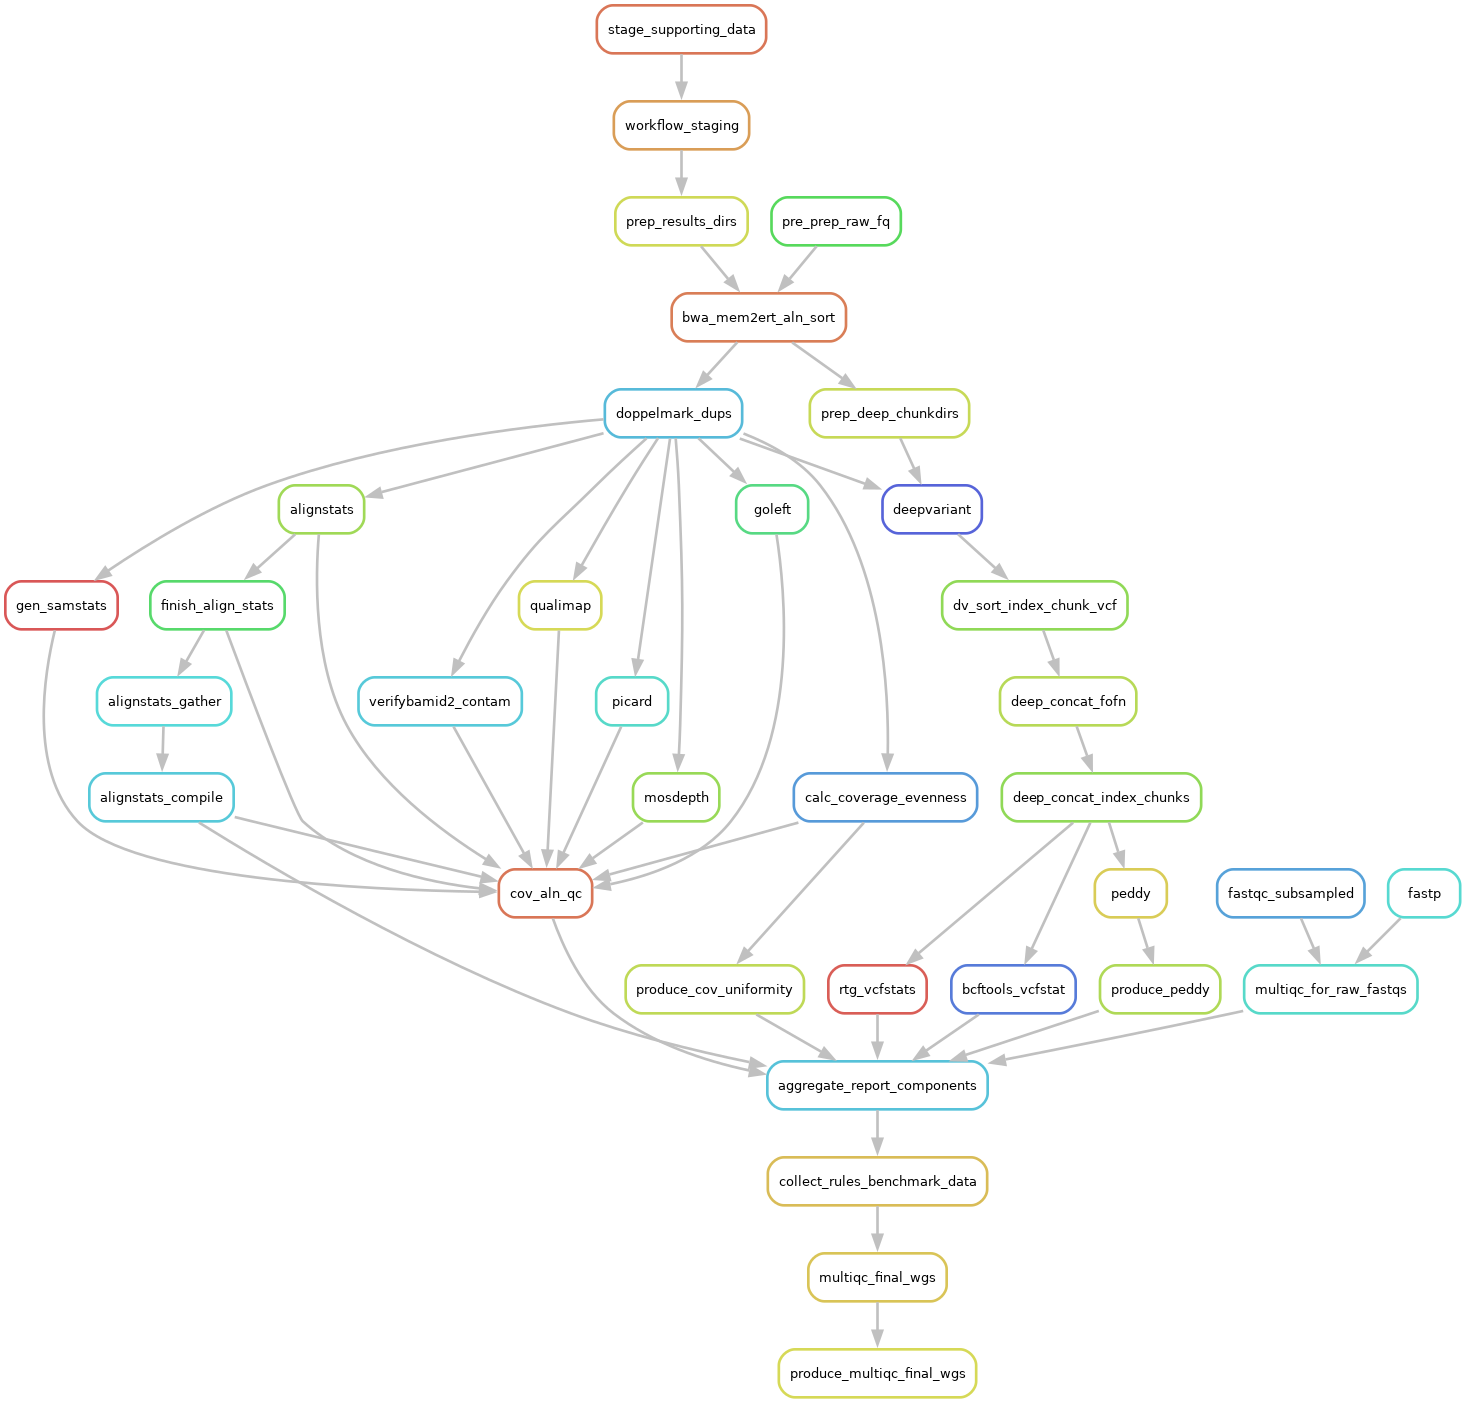 stage_supporting_data
workflow_staging
prep_results_dirs
pre_prep_raw_fq
bwa_mem2ert_aln_sort
doppelmark_dups
prep_deep_chunkdirs
alignstats
goleft
deepvariant
gen_samstats
finish_align_stats
qualimap
dv_sort_index_chunk_vcf
alignstats_gather
verifybamid2_contam
picard
deep_concat_fofn
alignstats_compile
mosdepth
calc_coverage_evenness
deep_concat_index_chunks
cov_aln_qc
peddy
fastqc_subsampled
fastp
produce_cov_uniformity
rtg_vcfstats
bcftools_vcfstat
produce_peddy
multiqc_for_raw_fastqs
aggregate_report_components
collect_rules_benchmark_data
multiqc_final_wgs
produce_multiqc_final_wgs